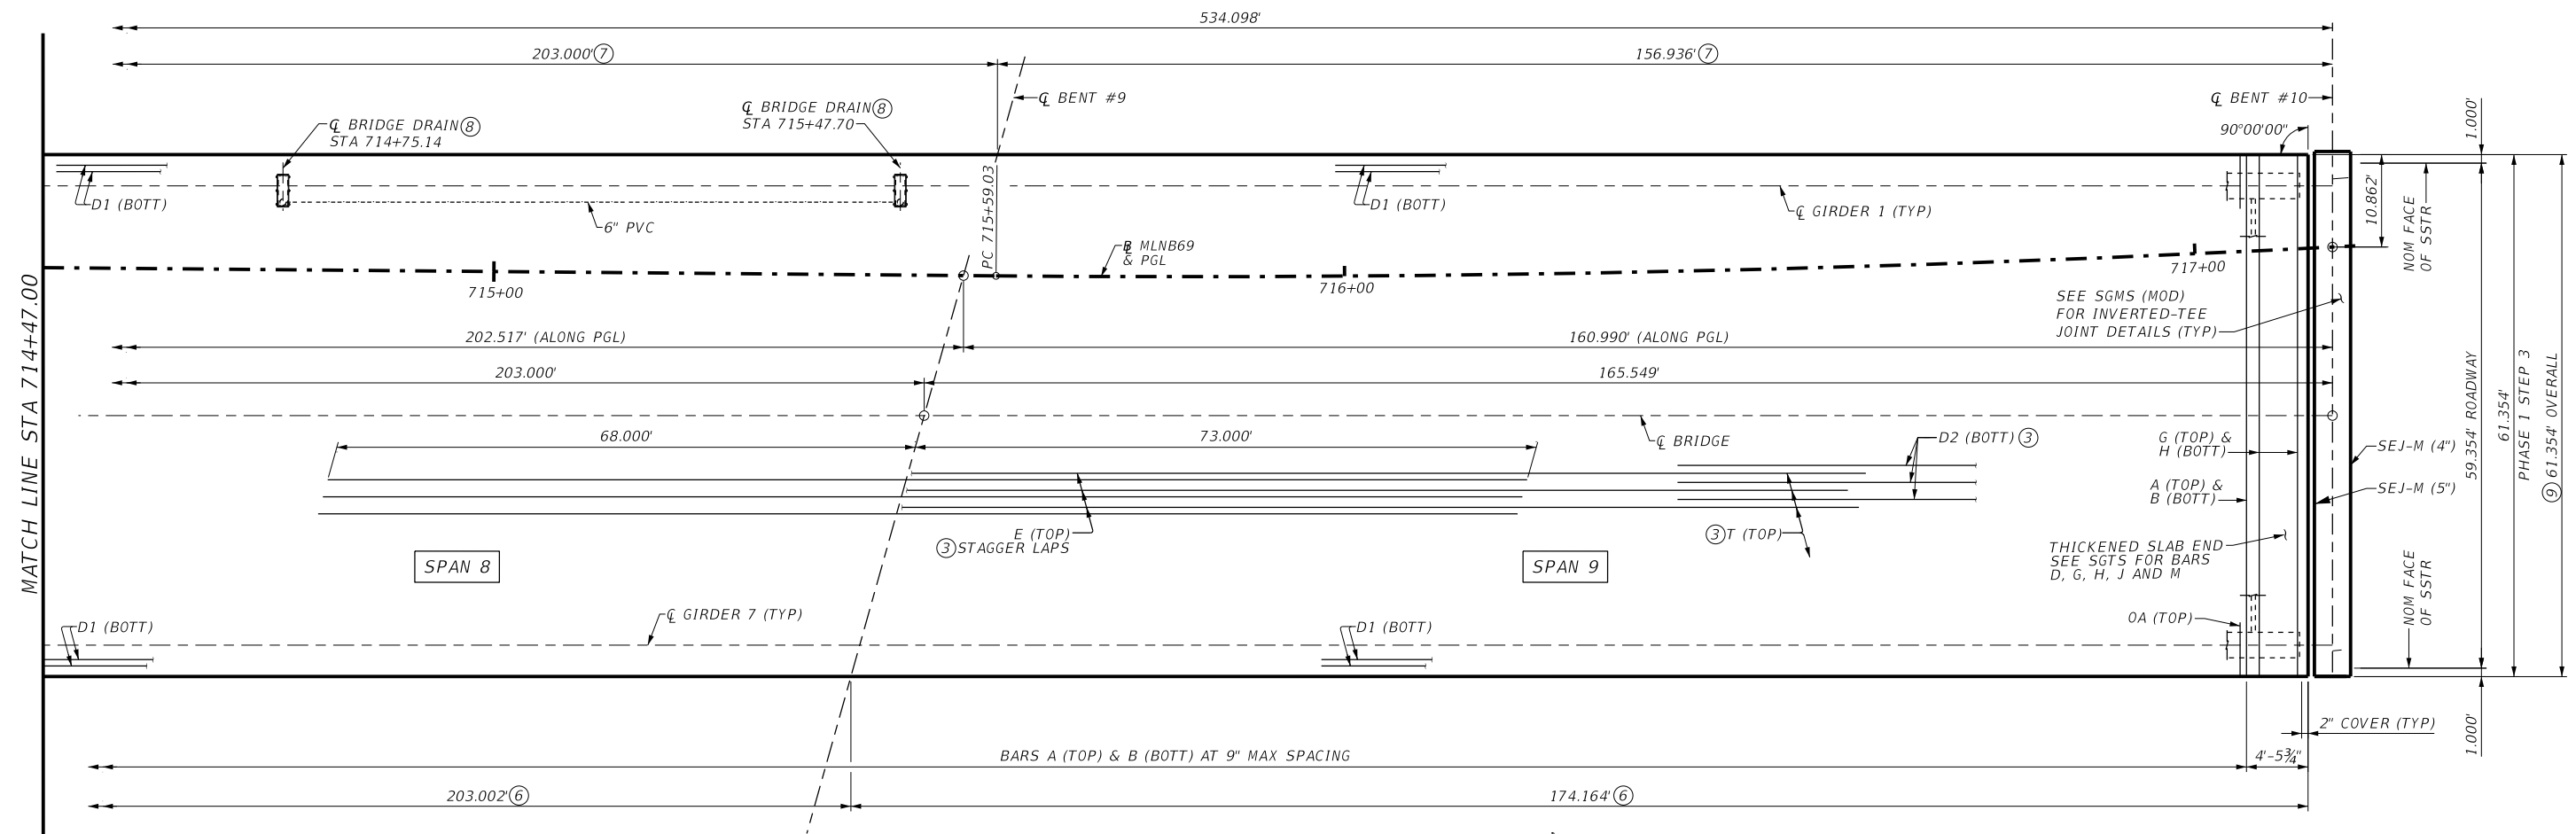 534.098'
203.000' 7
156.936' 7
℄ BENT #9
℄ BENT #10
℄ BRIDGE DRAIN 8
STA 714+75.14
℄ BRIDGE DRAIN 8
STA 715+47.70
90°00'00"
1.000'
D1 (BOTT)
6" PVC
PC 715+59.03
D1 (BOTT)
℄ GIRDER 1 (TYP)
10.862'
NOM FACE
OF SSTR
MATCH LINE STA 714+47.00
715+00
B MLNB69
& PGL
716+00
717+00
SEE SGMS (MOD)
FOR INVERTED-TEE
JOINT DETAILS (TYP)
202.517' (ALONG PGL)
160.990' (ALONG PGL)
203.000'
165.549'
59.354' ROADWAY
61.354'
PHASE 1 STEP 3
9 61.354' OVERALL
68.000'
73.000'
℄ BRIDGE
D2 (BOTT) 3
G (TOP) &
H (BOTT)
SEJ-M (4")
A (TOP) &
B (BOTT)
SEJ-M (5")
E (TOP)
3 STAGGER LAPS
3 T (TOP)
THICKENED SLAB END
SEE SGTS FOR BARS
D, G, H, J AND M
SPAN 8
SPAN 9
NOM FACE
OF SSTR
D1 (BOTT)
℄ GIRDER 7 (TYP)
D1 (BOTT)
OA (TOP)
2" COVER (TYP)
1.000'
BARS A (TOP) & B (BOTT) AT 9" MAX SPACING
4'-5¾"
203.002' 6
174.164' 6